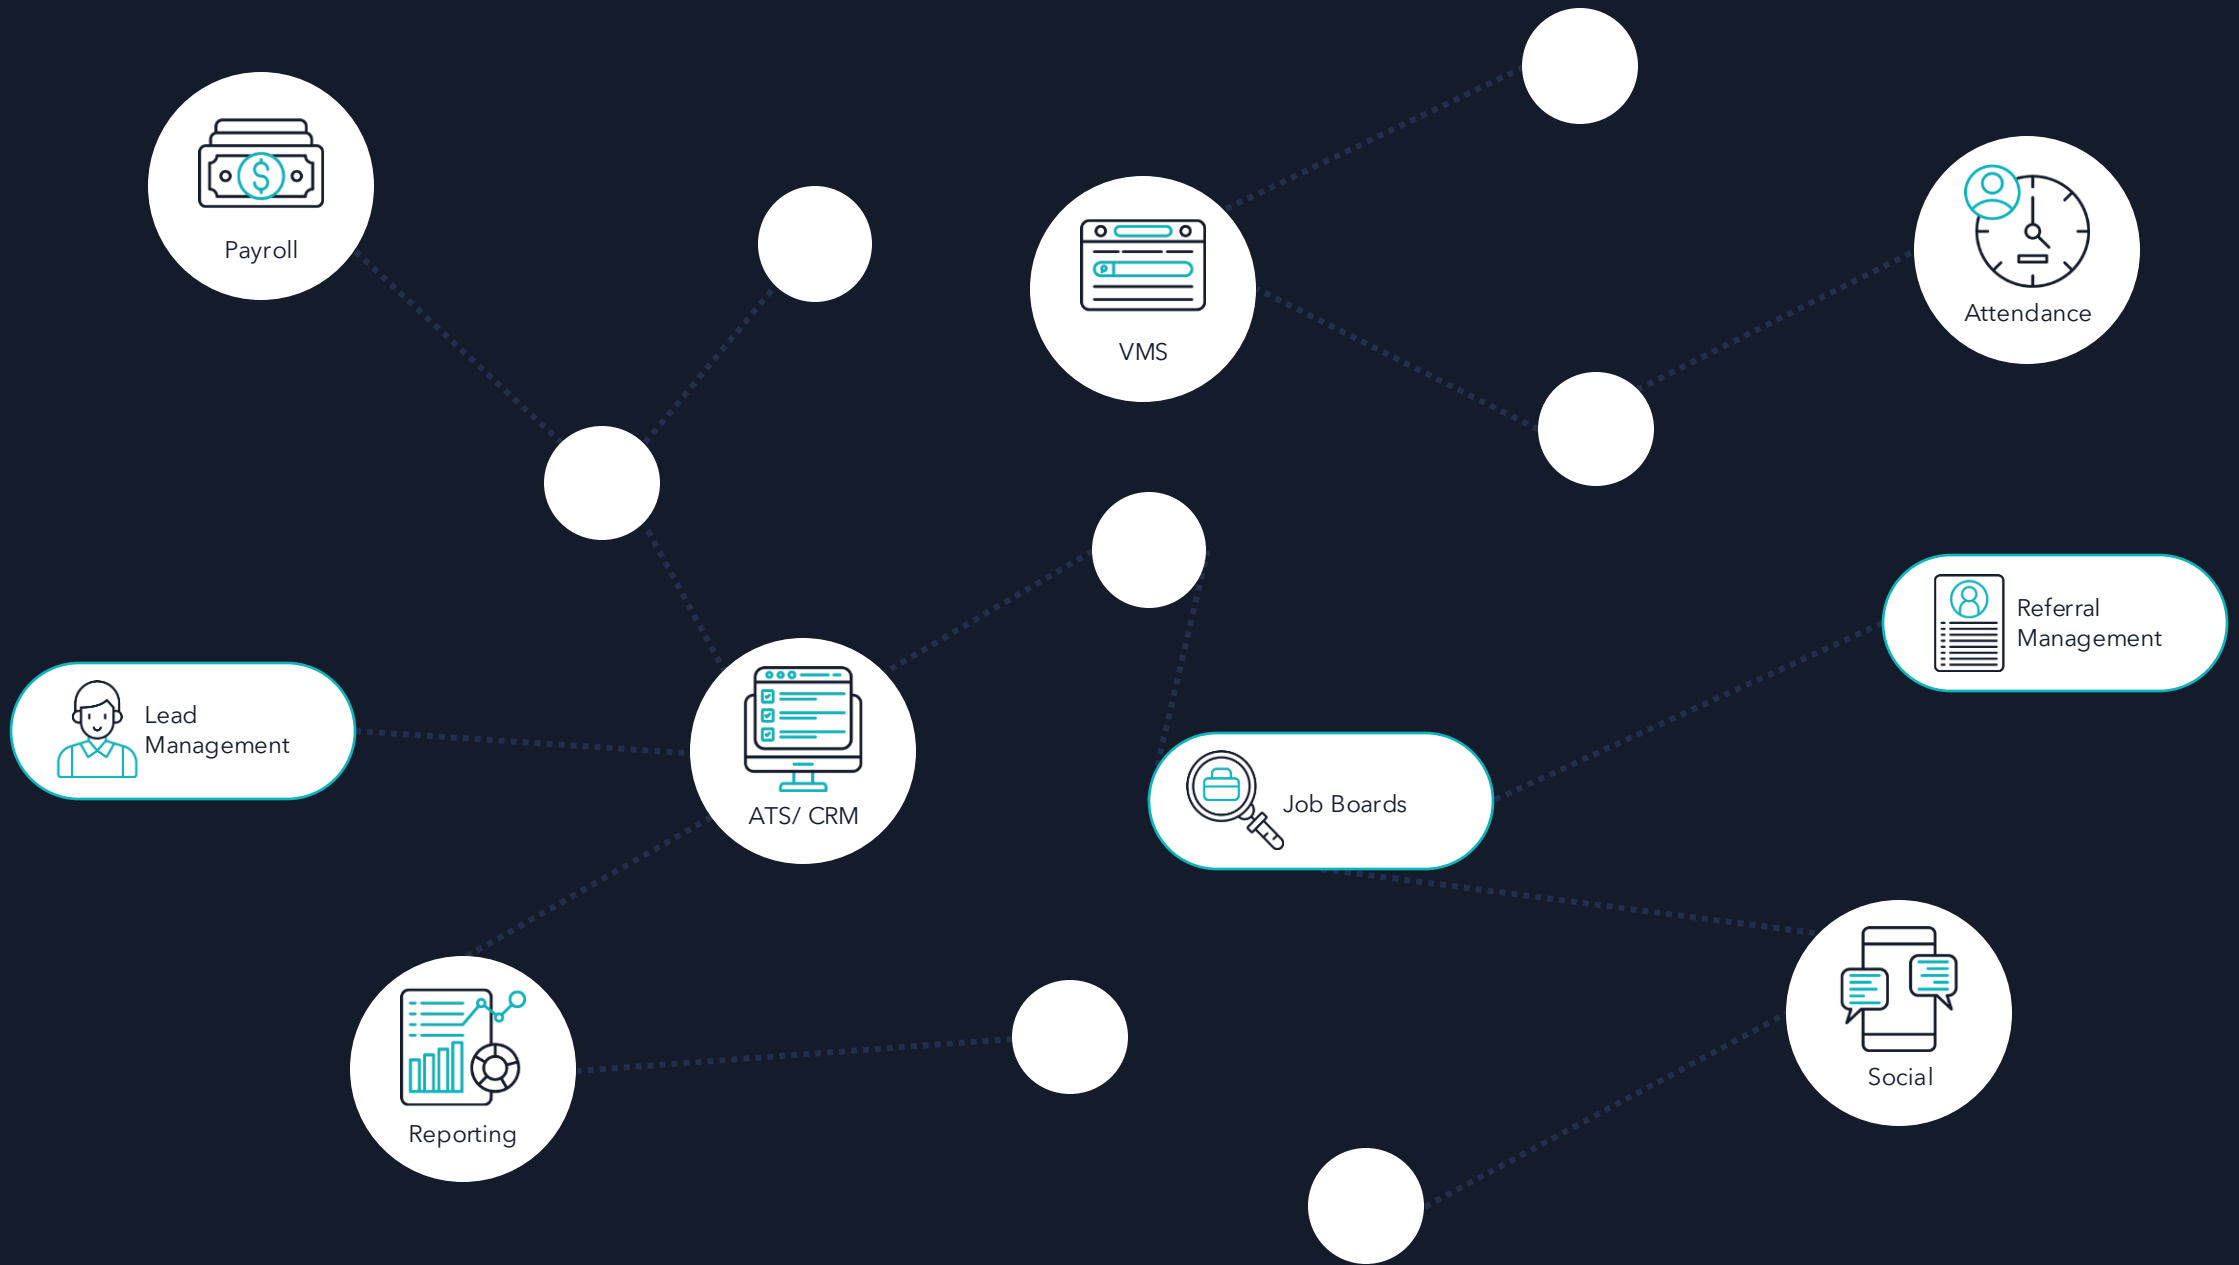 Payroll
VMS
Attendance
Referral
Management
Lead
Management
ATS/ CRM
Job Boards
Social
Reporting